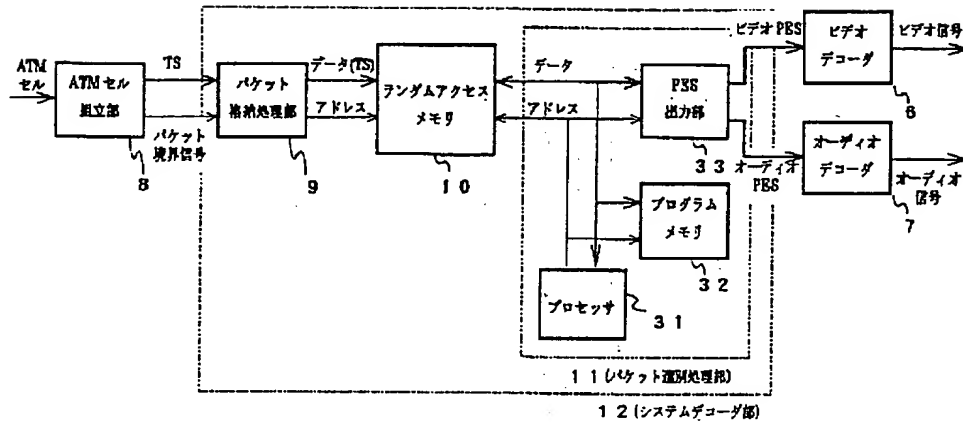 ATM
セル
ATMセル
組立部
8
TS
パケット
境界信号
パケット
格納処理部
9
データ(TS)
アドレス
ランダムアクセス
メモリ
10
データ
アドレス
PES
出力部
33
ビデオPES
オーディオ
PES
ビデオ
デコーダ
6
ビデオ信号
オーディオ
デコーダ
7
オーディオ
信号
プログラム
メモリ
32
プロセッサ
31
11(パケット選別処理部)
12(システムデコーダ部)